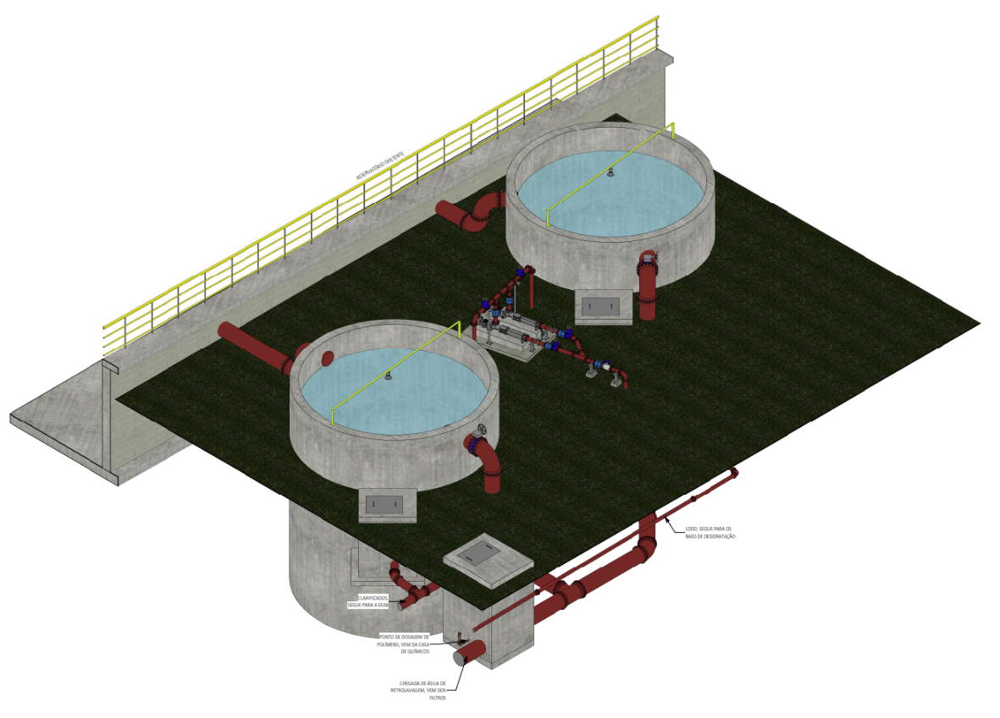 RESERVATÓRIO EXISTENTE
LODO, SEGUE PARA OS
BAGS DE DESIDRATAÇÃO
CLARIFICADOS,
SEGUE PARA A EEAB
PONTO DE DOSAGEM DE
POLÍMERO, VEM DA CASA
DE QUÍMICOS
CHEGADA DE ÁGUA DE
RETROLAVAGEM, VEM DOS
FILTROS